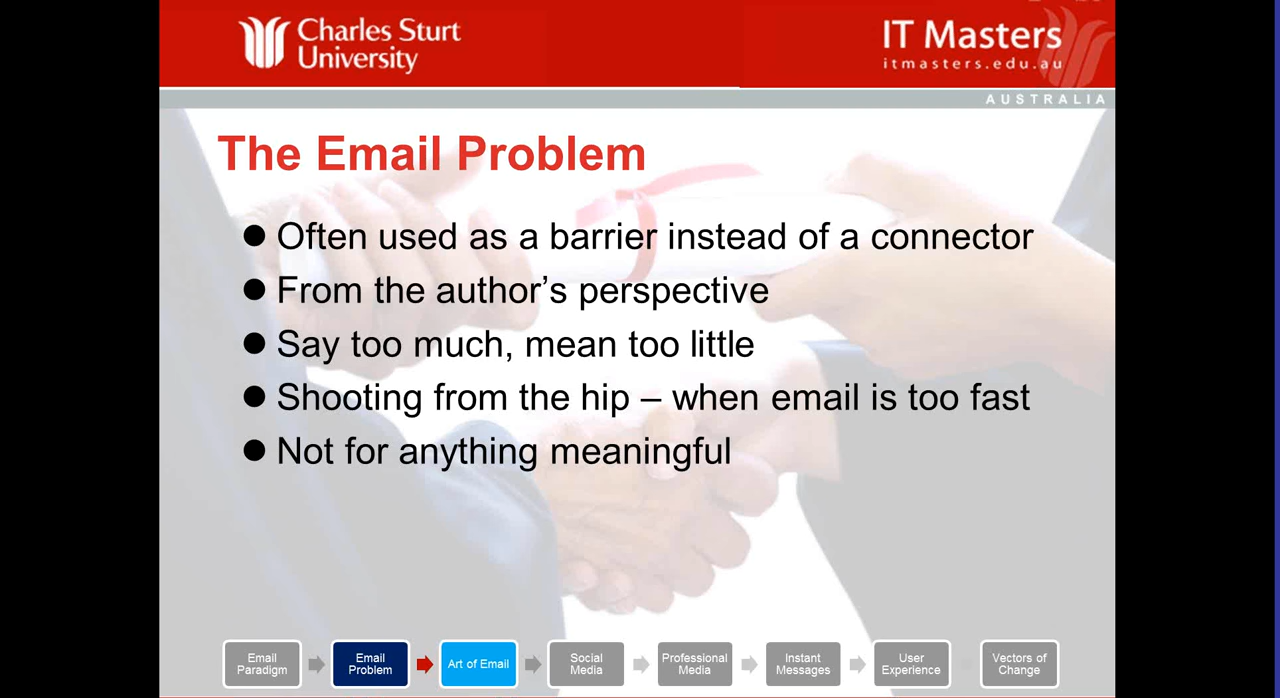 Charles Sturt
University
IT Masters
itmasters.edu.au
AUSTRALIA
The Email Problem
● Often used as a barrier instead of a connector
● From the author’s perspective
● Say too much, mean too little
● Shooting from the hip – when email is too fast
● Not for anything meaningful
Email
Paradigm
Email
Problem
Art of Email
Social
Media
Professional
Media
Instant
Messages
User
Experience
Vectors of
Change